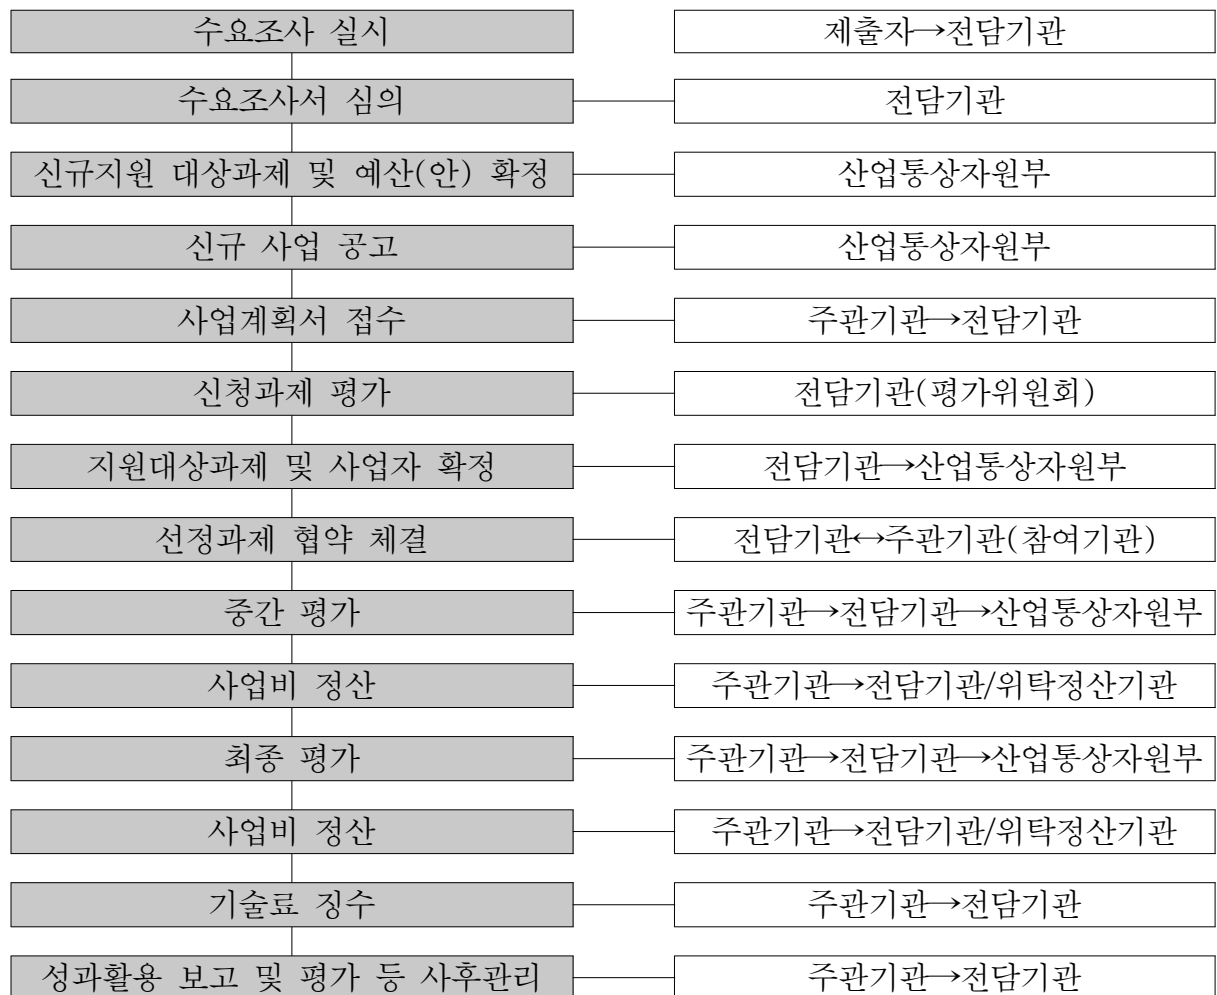 수요조사 실시 제출자→전담기관
수요조사서 심의 전담기관
신규지원 대상과제 및 예산(안) 확정 산업통상자원부
신규 사업 공고 산업통상자원부
사업계획서 접수 주관기관→전담기관
신청과제 평가 전담기관(평가위원회)
지원대상과제 및 사업자 확정 전담기관→산업통상자원부
선정과제 협약 체결 전담기관↔주관기관(참여기관)
중간 평가 주관기관→전담기관→산업통상자원부
사업비 정산 주관기관→전담기관/위탁정산기관
최종 평가 주관기관→전담기관→산업통상자원부
사업비 정산 주관기관→전담기관/위탁정산기관
기술료 징수 주관기관→전담기관
성과활용 보고 및 평가 등 사후관리 주관기관→전담기관